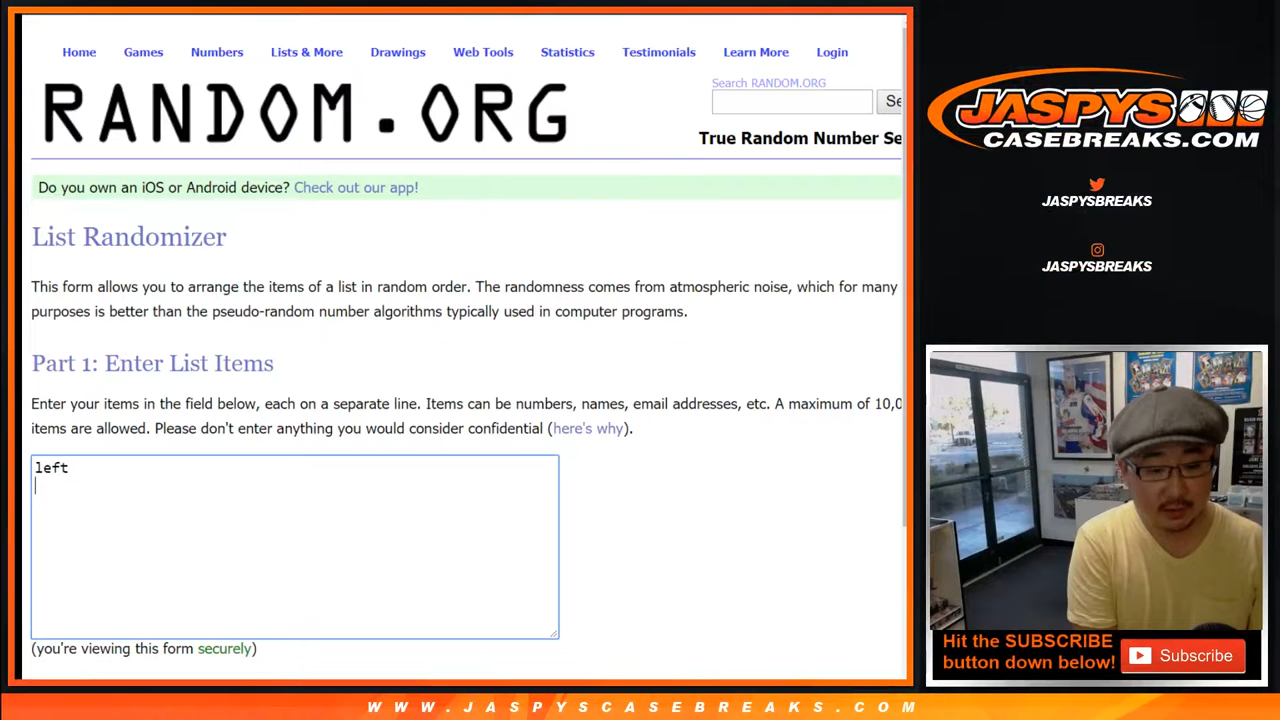 Home Games Numbers Lists & More Drawings Web Tools Statistics Testimonials Learn More Login
RANDOM.ORG
Search RANDOM.ORG
Se
True Random Number Se
Do you own an iOS or Android device? Check out our app!
List Randomizer
This form allows you to arrange the items of a list in random order. The randomness comes from atmospheric noise, which for many
purposes is better than the pseudo-random number algorithms typically used in computer programs.
Part 1: Enter List Items
Enter your items in the field below, each on a separate line. Items can be numbers, names, email addresses, etc. A maximum of 10,0
items are allowed. Please don't enter anything you would consider confidential (here's why).
left
(you're viewing this form securely)
JASPYS
CASEBREAKS.COM
JASPYSBREAKS
JASPYSBREAKS
Hit the SUBSCRIBE
button down below!
Subscribe
WWW.JASPYSCASEBREAKS.COM